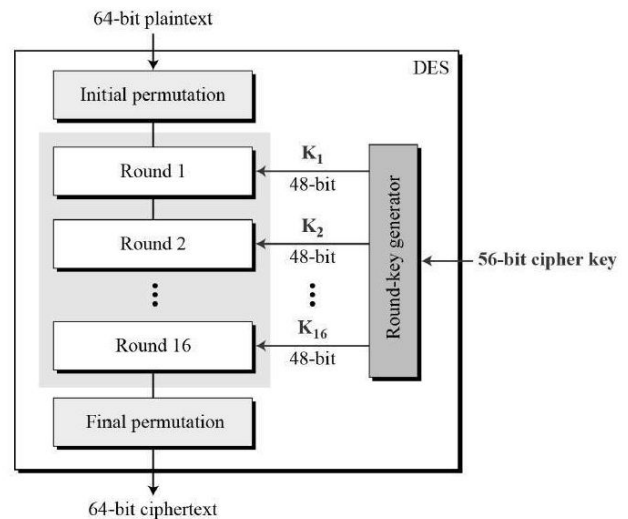 64-bit plaintext
DES
Initial permutation
Round 1
K1
48-bit
Round 2
K2
48-bit
Round-key generator
56-bit cipher key
Round 16
K16
48-bit
Final permutation
64-bit ciphertext